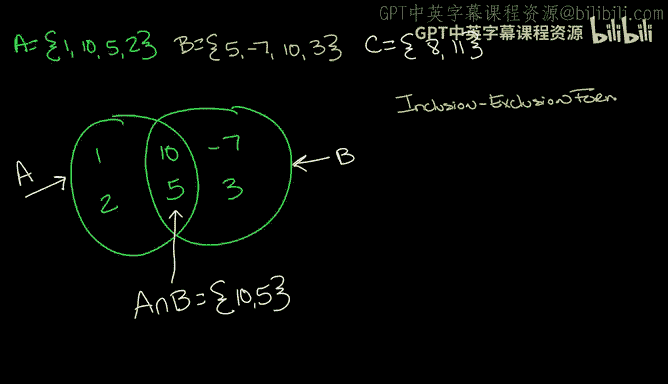 GPT中英字幕课程资源@bilibili
GPT中英字幕课程资源 bilibili
A={1,10,5,2} B={5,-7,10,3} C={8,11}
Inclusion-Exclusion Form
1 10 -7
A B
2 5 3
A∩B={10,5}